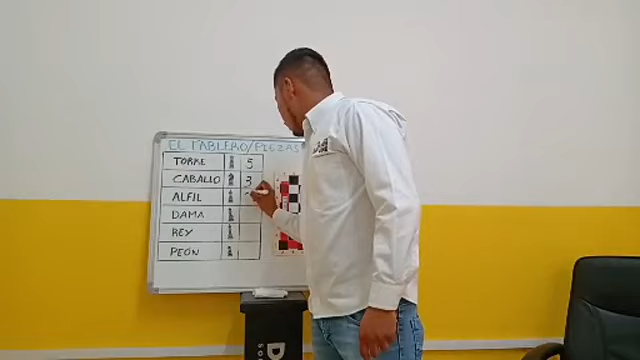 EL TABLERO/PIEZAS
TORRE 5
CABALLO 3
ALFIL
DAMA
REY
PEÓN